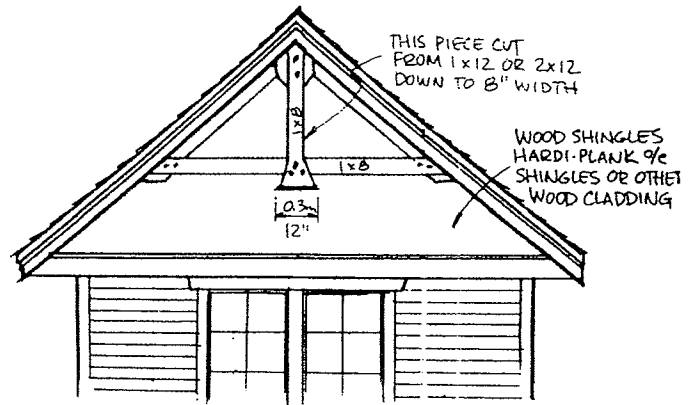 THIS PIECE CUT
FROM 1x12 OR 2x12
DOWN TO 8" WIDTH
1x8
1x8
WOOD SHINGLES
HARDI-PLANK %
SHINGLES OR OTHER
WOOD CLADDING
0.3m
12"